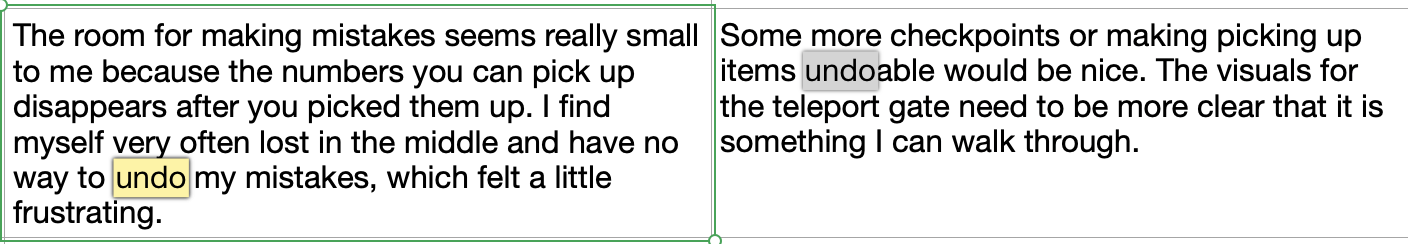 The room for making mistakes seems really small
to me because the numbers you can pick up
disappears after you picked them up. I find
myself very often lost in the middle and have no
way to undo my mistakes, which felt a little
frustrating.
Some more checkpoints or making picking up
items undoable would be nice. The visuals for
the teleport gate need to be more clear that it is
something I can walk through.